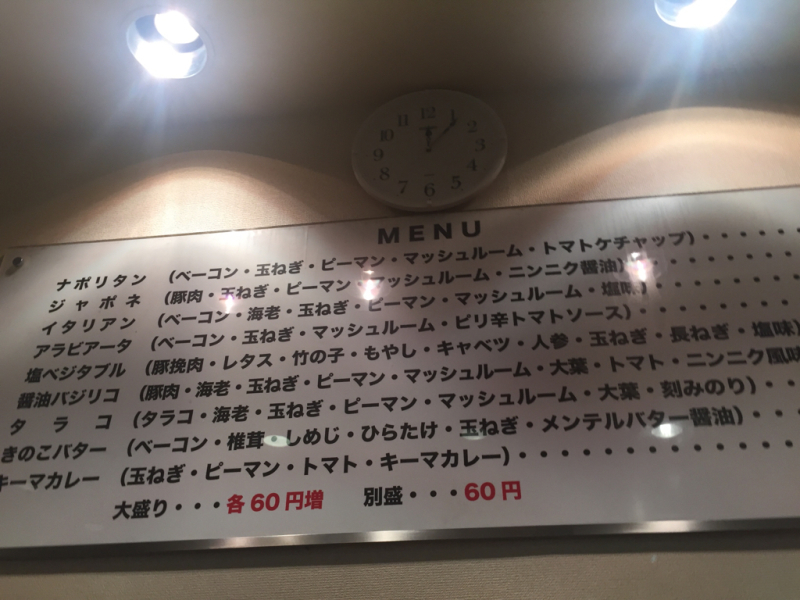 12
1
2
3
4
5
6
7
8
9
10
11
MENU
ナポリタン (ベーコン・玉ねぎ・ピーマン・マッシュルーム・トマトケチャップ)・・・・・・
ジャポネ (豚肉・玉ねぎ・ピーマン・マッシュルーム・ニンニク醤油)・・・・・・・・
イタリアン (ベーコン・海老・玉ねぎ・ピーマン・マッシュルーム・塩味)・・・・・・・・
アラビアータ (ベーコン・玉ねぎ・マッシュルーム・ピリ辛トマトソース)・・・・・・・・
塩ベジタブル (豚挽肉・レタス・竹の子・もやし・キャベツ・人参・玉ねぎ・長ねぎ・塩味)
醤油バジリコ (豚肉・海老・玉ねぎ・ピーマン・マッシュルーム・大葉・トマト・ニンニク風味
タラコ (タラコ・海老・玉ねぎ・ピーマン・マッシュルーム・大葉・刻みのり)・・・
きのこバター (ベーコン・椎茸・しめじ・ひらたけ・玉ねぎ・メンテルバター醤油)・・・
キーマカレー (玉ねぎ・ピーマン・トマト・キーマカレー)・・・・・・・・・・・・・
大盛り・・・各60円増 別盛・・・60円